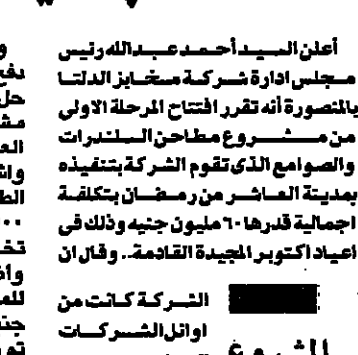 أعلن السيد أحمد عبد الله رئيس
مجلس ادارة شركة مخابز الدلتا
بالمنصورة أنه تقرر افتتاح المرحلة الاولى
من مشروع مطاحن السلندرات
والصوامع الذى تقوم الشركة بتنفيذه
بمدينة العاشر من رمضان بتكلفة
اجمالية قدرها ٦٠ مليون جنيه وذلك فى
اعياد اكتوبر المجيدة القادمة.. وقال ان
الشركة كانت من
اوائل الشركات